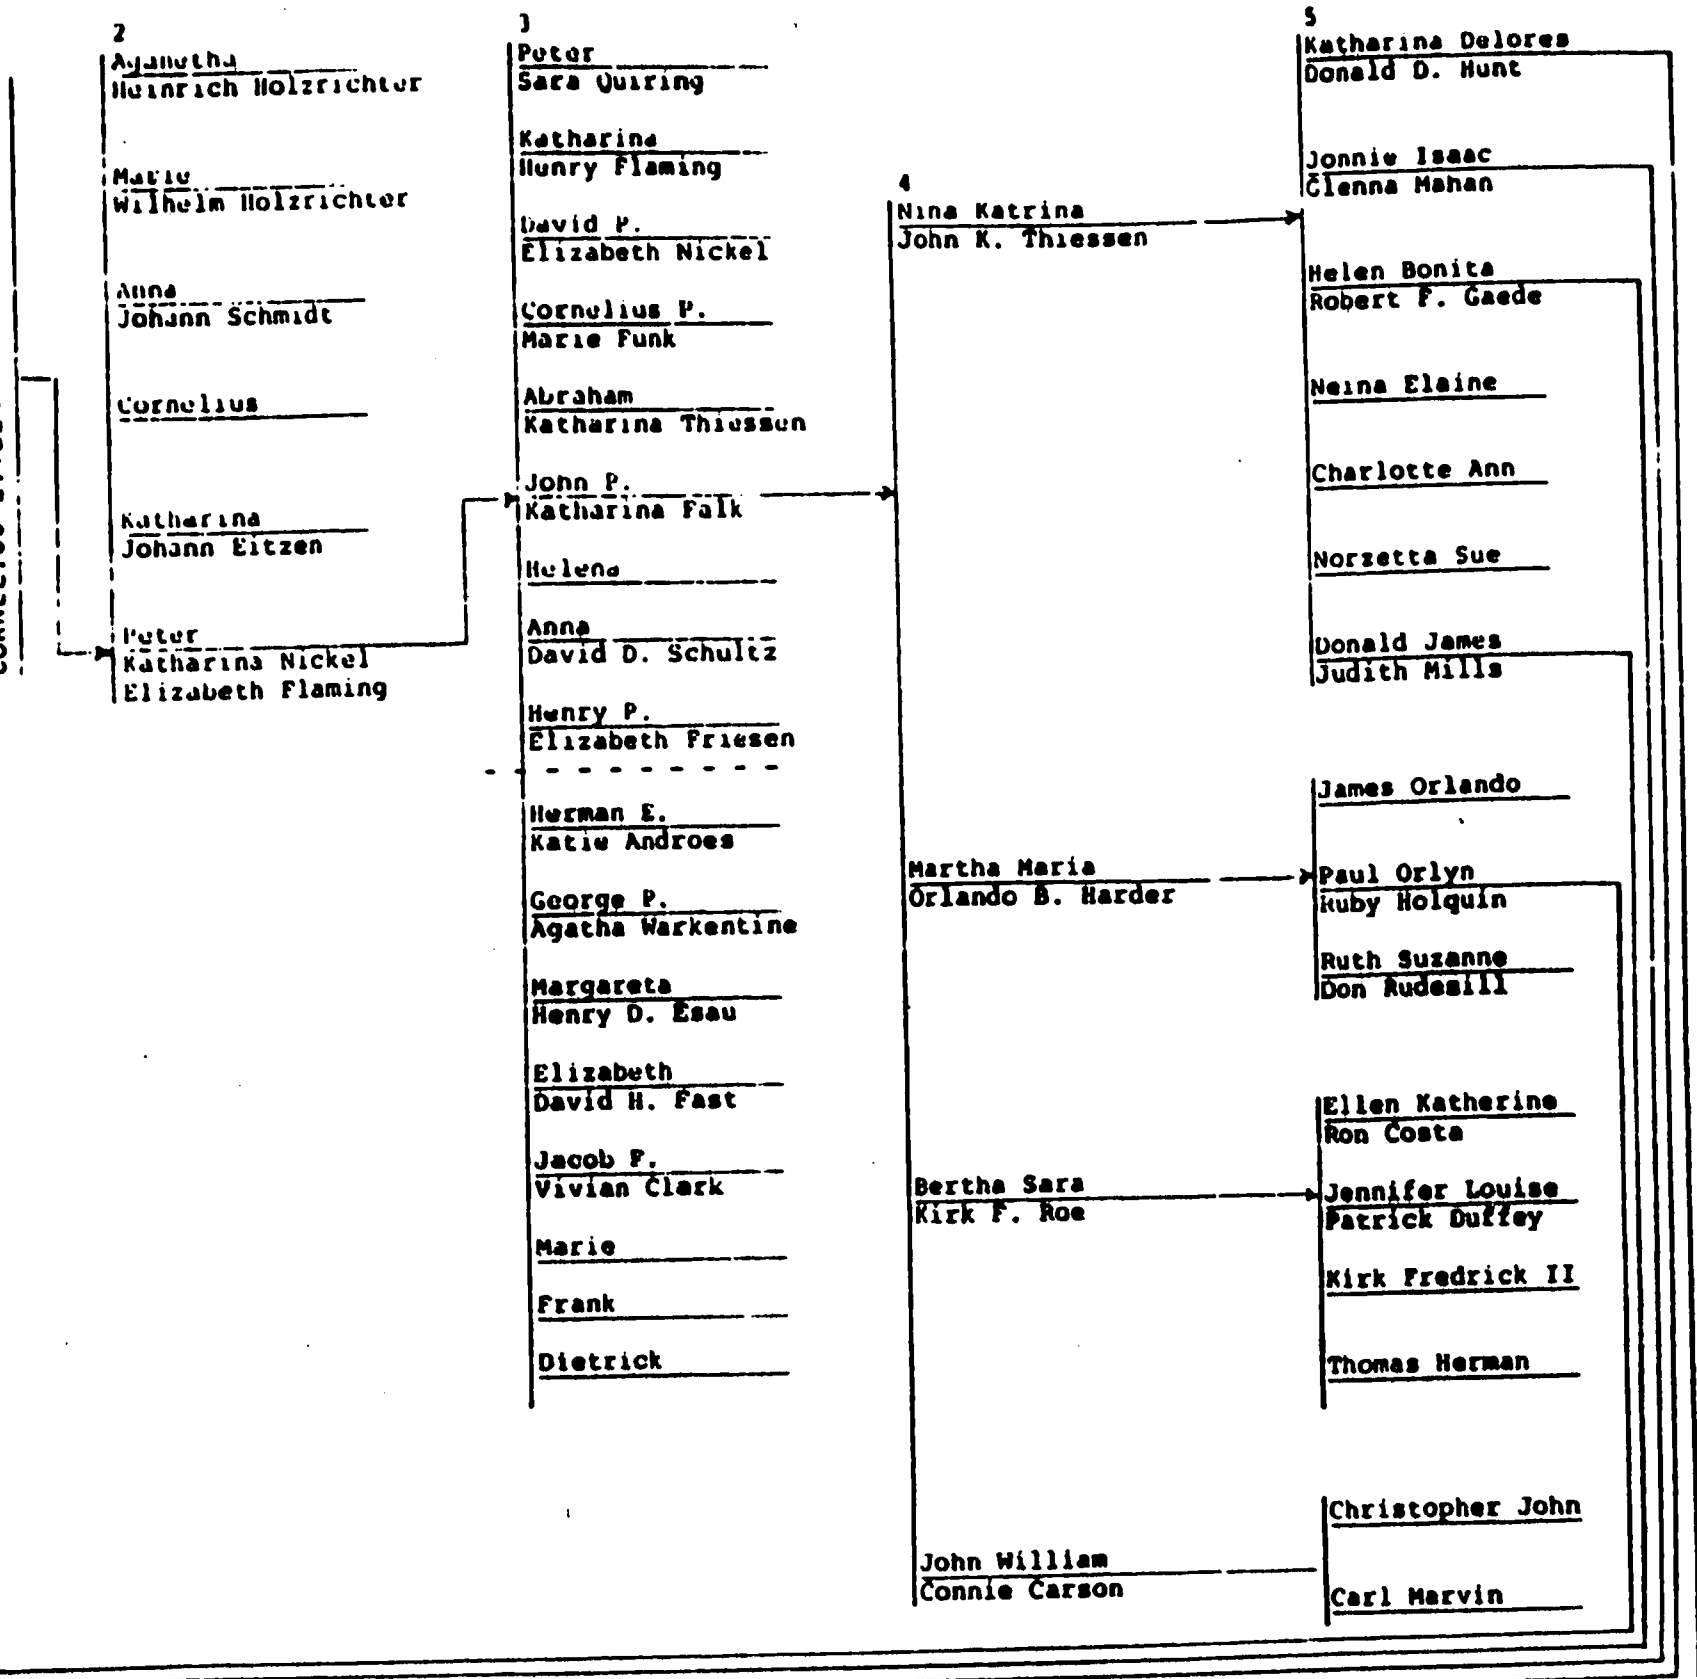 2
Aganetha
Heinrich Holzrichter
Marie
Wilhelm Holzrichter
Anna
Johann Schmidt
Cornelius
Katharina
Johann Eitzen
Peter
Katharina Nickel
Elizabeth Flaming
3
Peter
Sara Quiring
Katharina
Henry Flaming
David P.
Elizabeth Nickel
Cornelius P.
Marie Funk
Abraham
Katharina Thiessen
John P.
Katharina Falk
Helena
Anna
David D. Schultz
Henry P.
Elizabeth Friesen
Herman E.
Katie Androes
George P.
Agatha Warkentine
Margareta
Henry D. Esau
Elizabeth
David H. Fast
Jacob F.
Vivian Clark
Marie
Frank
Dietrick
4
Nina Katrina
John K. Thiessen
Martha Maria
Orlando B. Harder
Bertha Sara
Kirk F. Roe
John William
Connie Carson
5
Katharina Delores
Donald D. Hunt
Jonnie Isaac
Glenna Mahan
Helen Bonita
Robert F. Gaede
Neina Elaine
Charlotte Ann
Norzetta Sue
Donald James
Judith Mills
James Orlando
Paul Orlyn
Ruby Holquin
Ruth Suzanne
Don Rudesill
Ellen Katherine
Ron Costa
Jennifer Louise
Patrick Duffey
Kirk Fredrick II
Thomas Herman
Christopher John
Carl Marvin